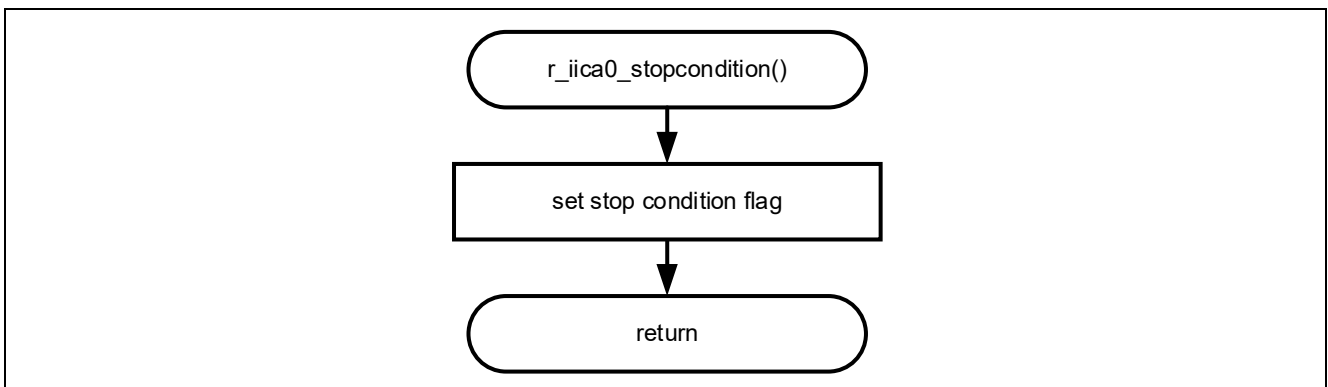 r_iica0_stopcondition()
set stop condition flag
return